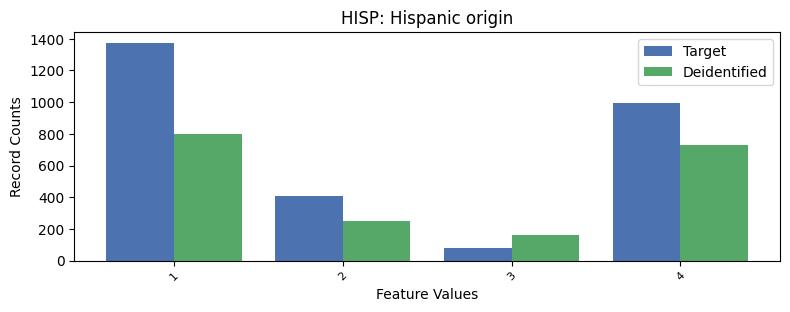 HISP: Hispanic origin
1400
1200
1000
800
600
400
200
0
Record Counts
Target
Deidentified
1
2
3
4
Feature Values